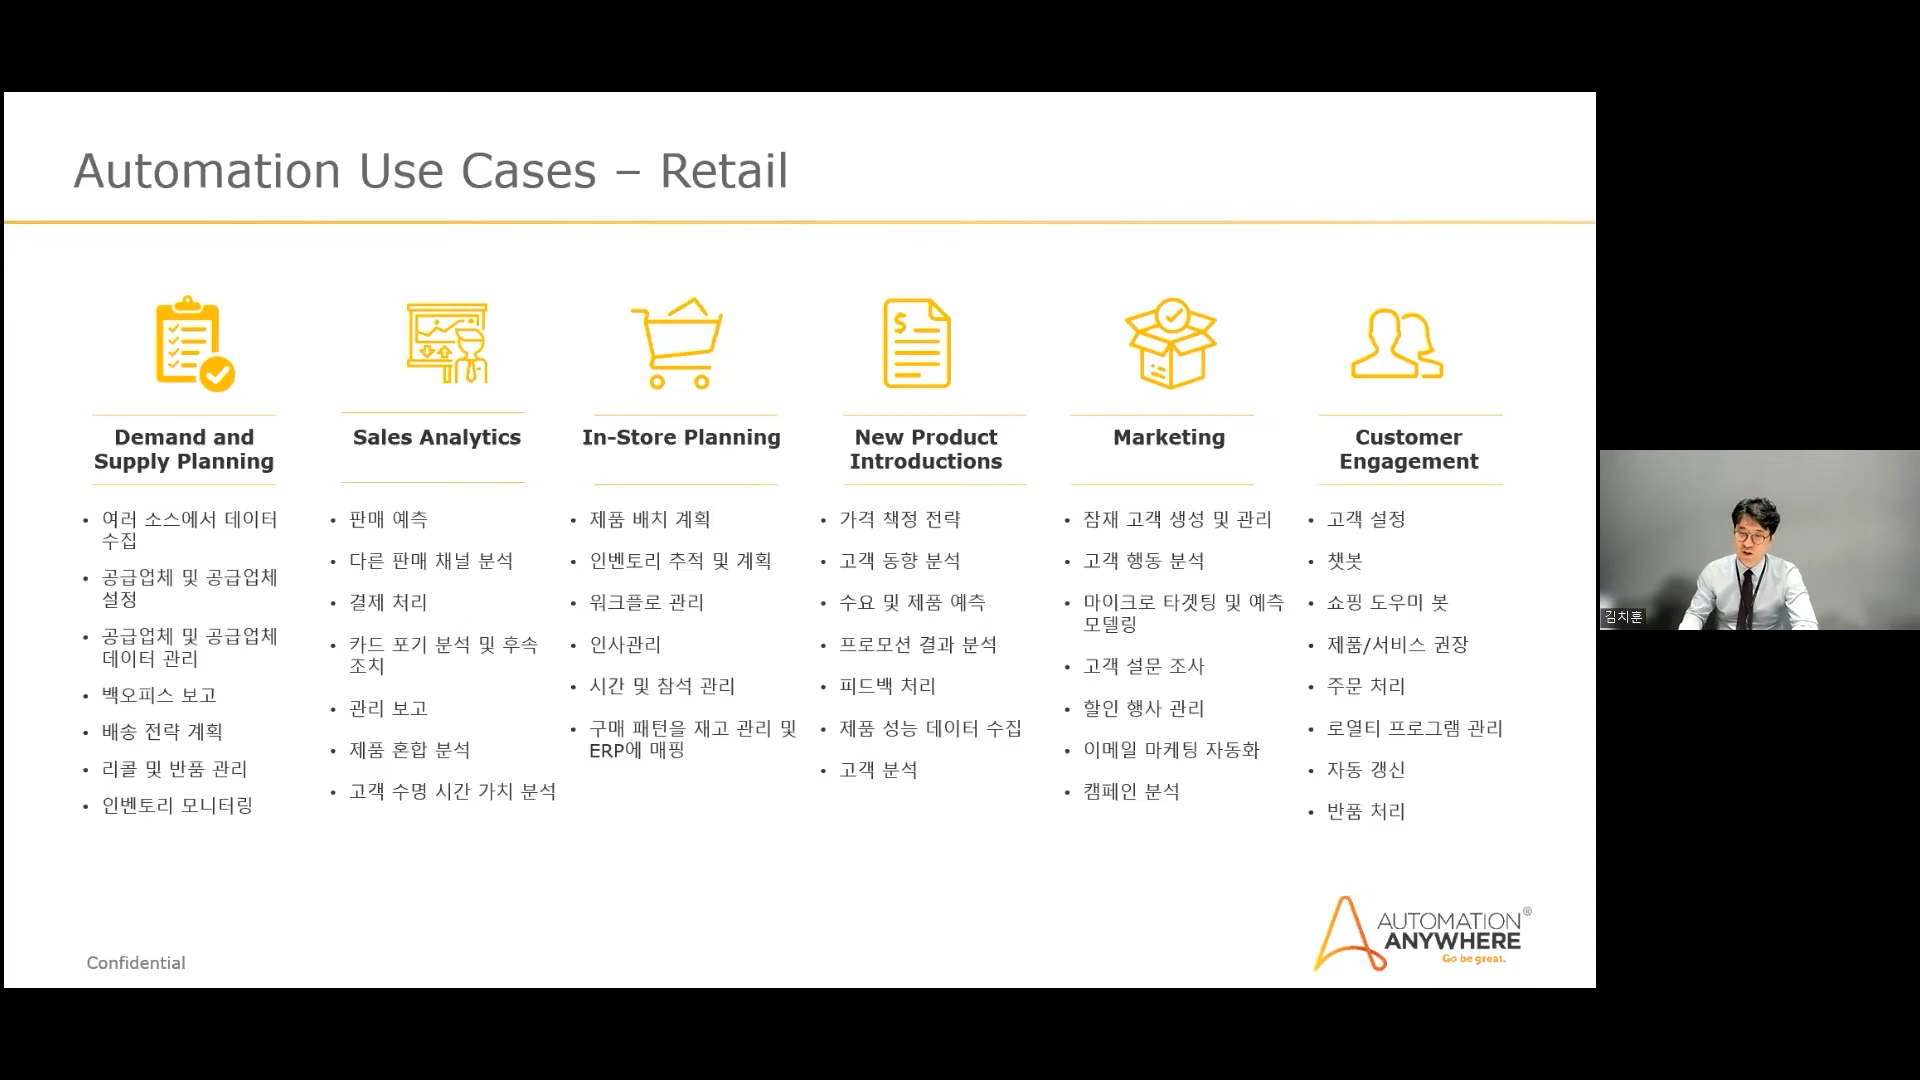 Automation Use Cases – Retail
Demand and
Supply Planning
• 여러 소스에서 데이터
수집
• 공급업체 및 공급업체
설정
• 공급업체 및 공급업체
데이터 관리
• 백오피스 보고
• 배송 전략 계획
• 리콜 및 반품 관리
• 인벤토리 모니터링
Sales Analytics
• 판매 예측
• 다른 판매 채널 분석
• 결제 처리
• 카드 포기 분석 및 후속
조치
• 관리 보고
• 제품 혼합 분석
• 고객 수명 시간 가치 분석
In-Store Planning
• 제품 배치 계획
• 인벤토리 추적 및 계획
• 워크플로 관리
• 인사관리
• 시간 및 참석 관리
• 구매 패턴을 재고 관리 및
ERP에 매핑
New Product
Introductions
• 가격 책정 전략
• 고객 동향 분석
• 수요 및 제품 예측
• 프로모션 결과 분석
• 피드백 처리
• 제품 성능 데이터 수집
• 고객 분석
Marketing
• 잠재 고객 생성 및 관리
• 고객 행동 분석
• 마이크로 타겟팅 및 예측
모델링
• 고객 설문 조사
• 할인 행사 관리
• 이메일 마케팅 자동화
• 캠페인 분석
Customer
Engagement
• 고객 설정
• 챗봇
• 쇼핑 도우미 봇
• 제품/서비스 권장
• 주문 처리
• 로열티 프로그램 관리
• 자동 갱신
• 반품 처리
김치훈
Confidential
AUTOMATION®
ANYWHERE
Go be great.